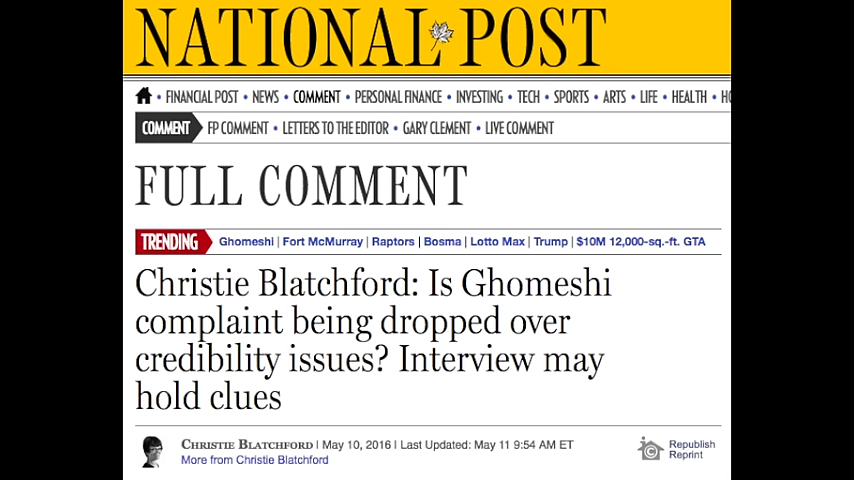 NATIONAL POST
FINANCIAL POST • NEWS • COMMENT • PERSONAL FINANCE • INVESTING • TECH • SPORTS • ARTS • LIFE • HEALTH •
COMMENT FP COMMENT • LETTERS TO THE EDITOR • GARY CLEMENT • LIVE COMMENT
FULL COMMENT
TRENDING Ghomeshi | Fort McMurray | Raptors | Bosma | Lotto Max | Trump | $10M 12,000-sq.-ft. GTA
Christie Blatchford: Is Ghomeshi
complaint being dropped over
credibility issues? Interview may
hold clues
CHRISTIE BLATCHFORD | May 10, 2016 | Last Updated: May 11 9:54 AM ET
More from Christie Blatchford
Republish
Reprint